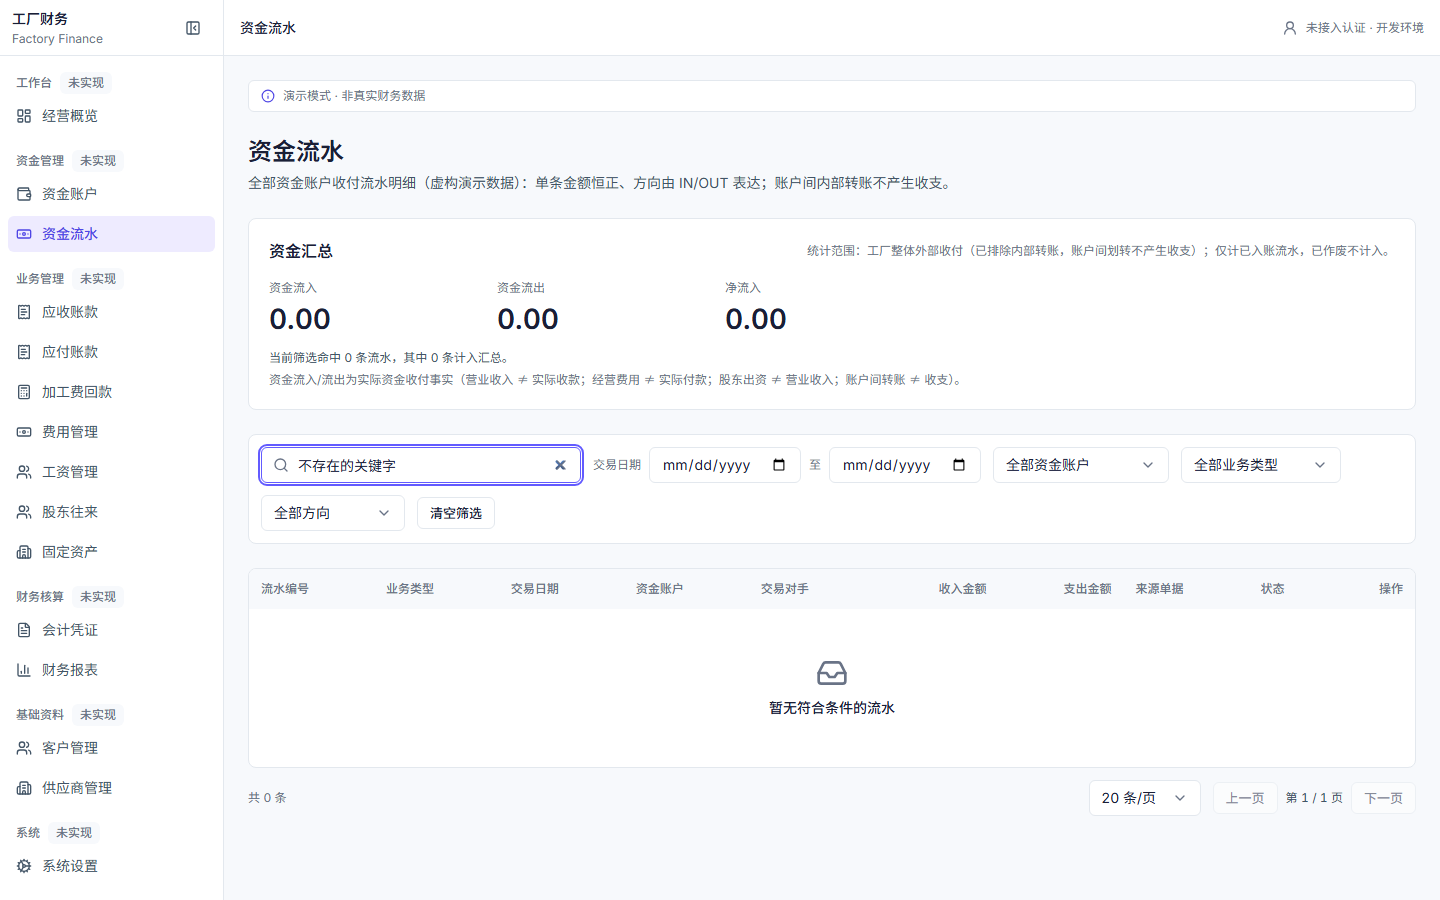 工厂财务
Factory Finance
资金流水
未接入认证 · 开发环境
工作台 未实现
经营概览
资金管理 未实现
资金账户
资金流水
业务管理 未实现
应收账款
应付账款
加工费回款
费用管理
工资管理
股东往来
固定资产
财务核算 未实现
会计凭证
财务报表
基础资料 未实现
客户管理
供应商管理
系统 未实现
系统设置
演示模式 · 非真实财务数据
资金流水
全部资金账户收付流水明细（虚构演示数据）：单条金额恒正、方向由 IN/OUT 表达；账户间内部转账不产生收支。
资金汇总
统计范围：工厂整体外部收付（已排除内部转账，账户间划转不产生收支）；仅计已入账流水，已作废不计入。
资金流入 资金流出 净流入
0.00 0.00 0.00
当前筛选命中 0 条流水，其中 0 条计入汇总。
资金流入/流出为实际资金收付事实（营业收入 ≠ 实际收款；经营费用 ≠ 实际付款；股东出资 ≠ 营业收入；账户间转账 ≠ 收支）。
不存在的关键字 交易日期 mm/dd/yyyy 至 mm/dd/yyyy 全部资金账户 全部业务类型
全部方向 清空筛选
流水编号 业务类型 交易日期 资金账户 交易对手 收入金额 支出金额 来源单据 状态 操作
暂无符合条件的流水
共 0 条 20 条/页 上一页 第 1 / 1 页 下一页